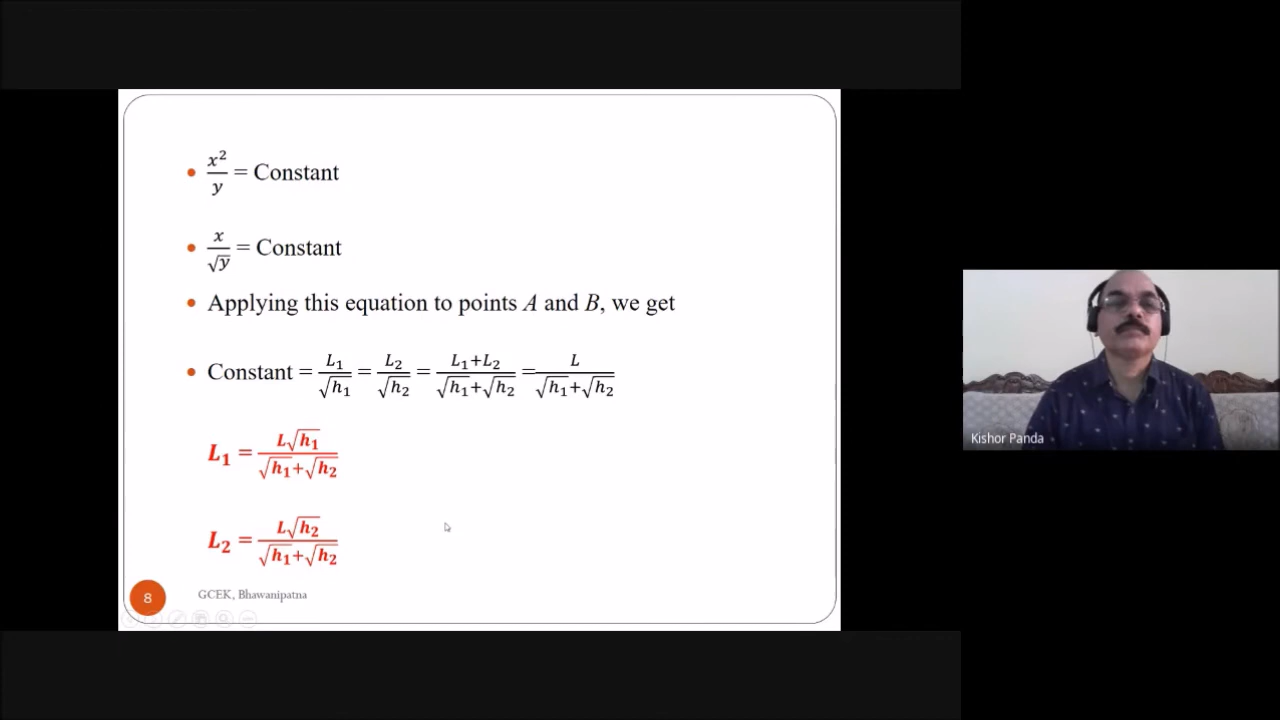 • x²/y = Constant
• x/√y = Constant
• Applying this equation to points A and B, we get
• Constant = L₁/√h₁ = L₂/√h₂ = (L₁+L₂)/(√h₁+√h₂) = L/(√h₁+√h₂)
L₁ = L√h₁/(√h₁+√h₂)
L₂ = L√h₂/(√h₁+√h₂)
8 GCEK, Bhawanipatna
Kishor Panda